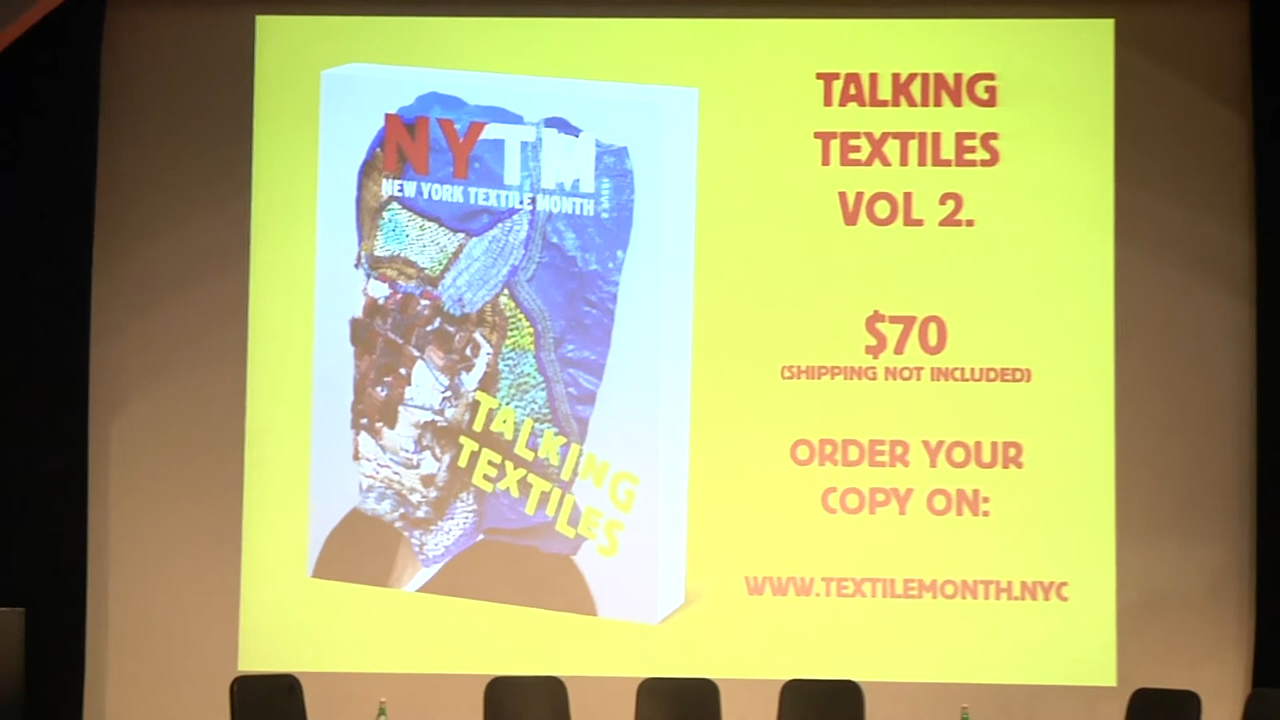 NYTM
NEW YORK TEXTILE MONTH
TALKING
TEXTILES
TALKING
TEXTILES
VOL 2.
$70
(SHIPPING NOT INCLUDED)
ORDER YOUR
COPY ON:
WWW.TEXTILEMONTH.NYC